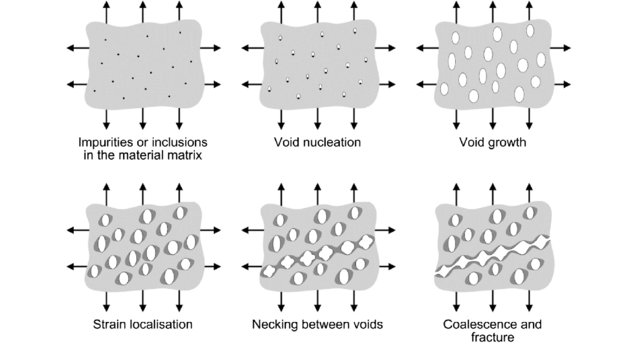 Impurities or inclusions
in the material matrix
Void nucleation
Void growth
Strain localisation
Necking between voids
Coalescence and
fracture